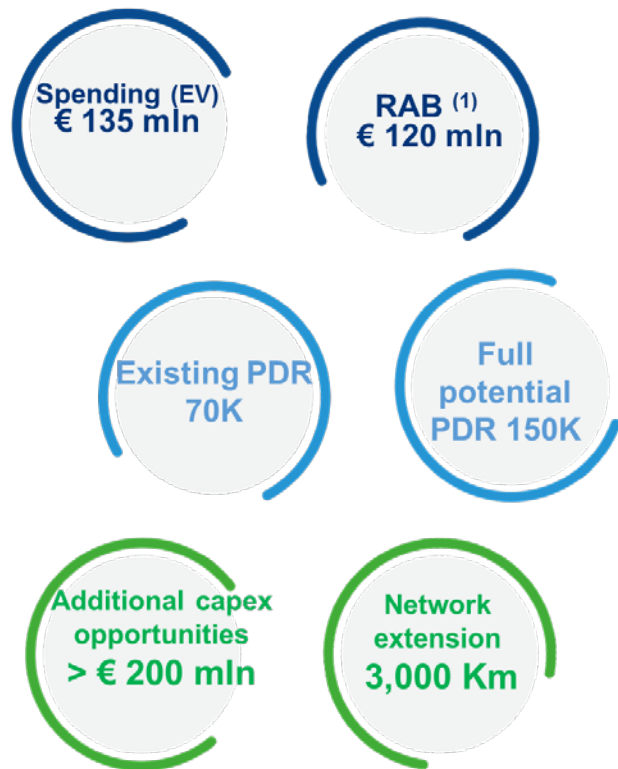 Spending (EV)
€ 135 mln
RAB (1)
€ 120 mln
Existing PDR
70K
Full
potential
PDR 150K
Additional capex
opportunities
> € 200 mln
Network
extension
3,000 Km